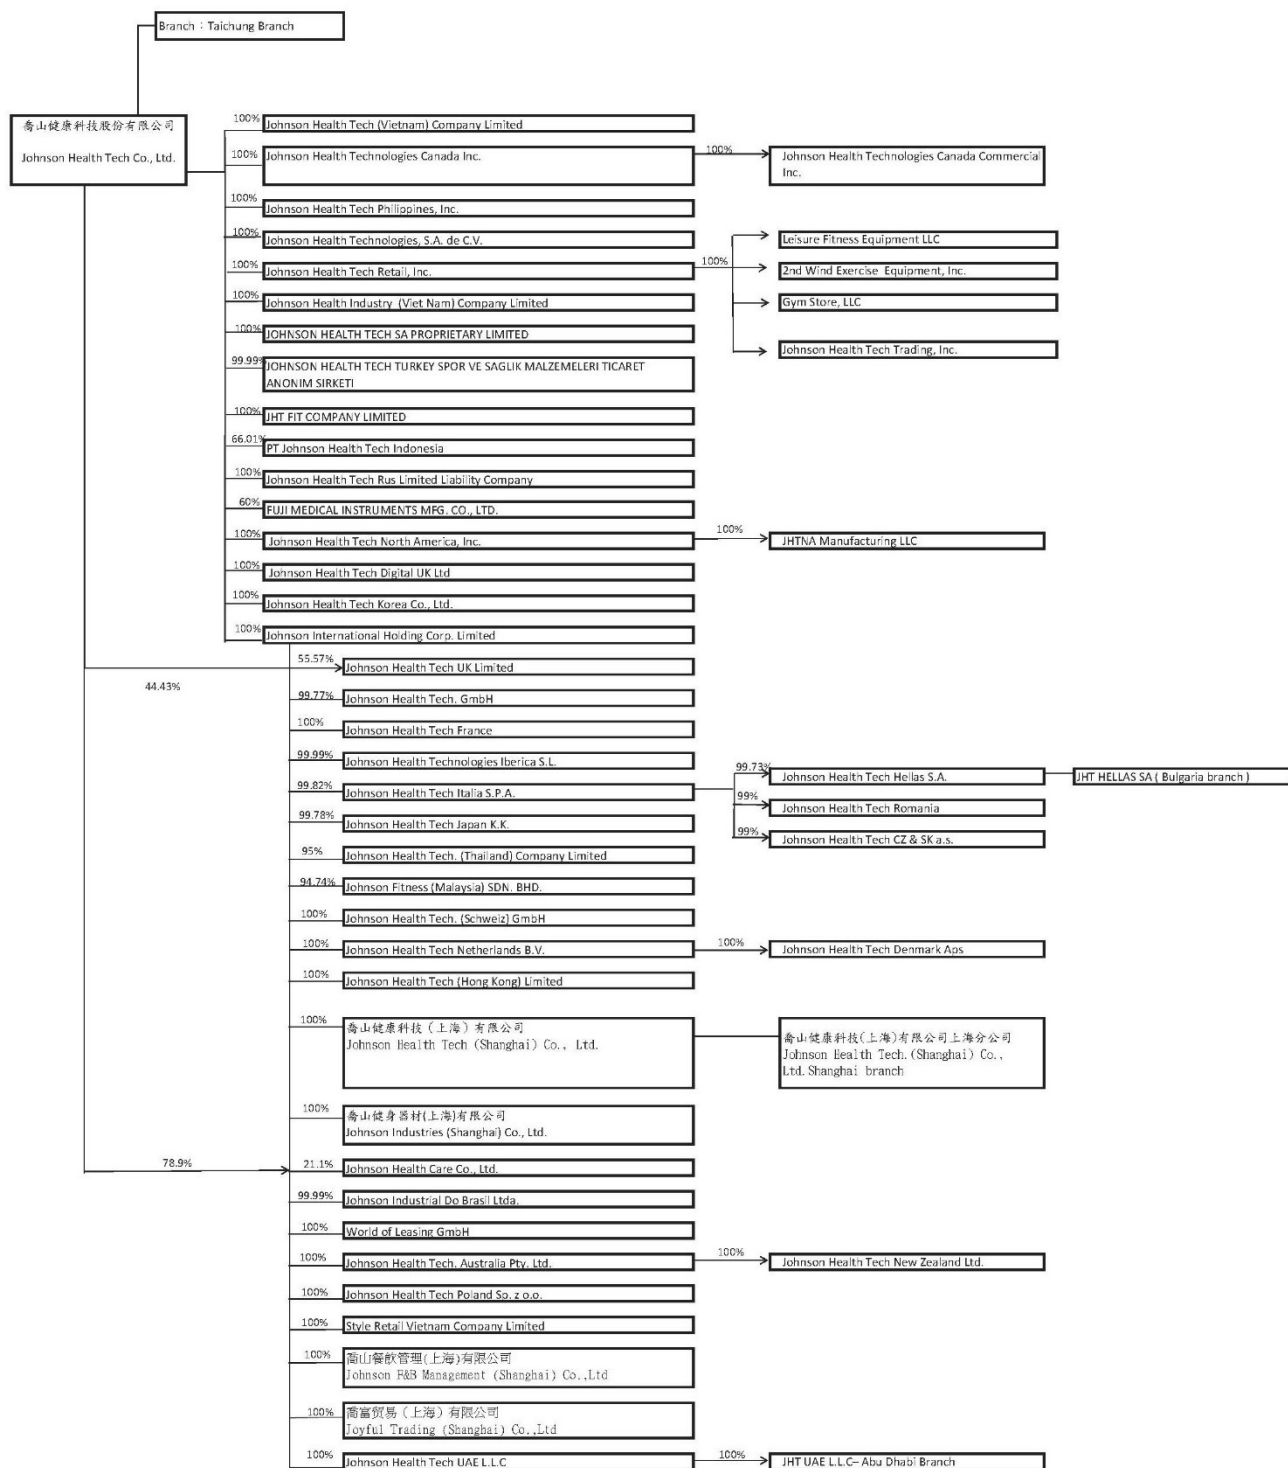 Branch：Taichung Branch
喬山健康科技股份有限公司
Johnson Health Tech Co., Ltd.
100%
Johnson Health Tech (Vietnam) Company Limited
100%
Johnson Health Technologies Canada Inc.
100%
Johnson Health Technologies Canada Commercial
Inc.
100%
Johnson Health Tech Philippines, Inc.
100%
Johnson Health Technologies, S.A. de C.V.
Leisure Fitness Equipment LLC
100%
Johnson Health Tech Retail, Inc.
100%
2nd Wind Exercise Equipment, Inc.
100%
Johnson Health Industry (Viet Nam) Company Limited
Gym Store, LLC
100%
JOHNSON HEALTH TECH SA PROPRIETARY LIMITED
Johnson Health Tech Trading, Inc.
99.99%
JOHNSON HEALTH TECH TURKEY SPOR VE SAGLIK MALZEMELERI TICARET
ANONIM SIRKETI
100%
JHT FIT COMPANY LIMITED
66.01%
PT Johnson Health Tech Indonesia
100%
Johnson Health Tech Rus Limited Liability Company
60%
FUJI MEDICAL INSTRUMENTS MFG. CO., LTD.
100%
Johnson Health Tech North America, Inc.
100%
JHTNA Manufacturing LLC
100%
Johnson Health Tech Digital UK Ltd
100%
Johnson Health Tech Korea Co., Ltd.
100%
Johnson International Holding Corp. Limited
55.57%
Johnson Health Tech UK Limited
44.43%
99.77%
Johnson Health Tech. GmbH
100%
Johnson Health Tech France
99.99%
Johnson Health Technologies Iberica S.L.
99.73%
Johnson Health Tech Hellas S.A.
JHT HELLAS SA ( Bulgaria branch )
99.82%
Johnson Health Tech Italia S.P.A.
99%
Johnson Health Tech Romania
99.78%
Johnson Health Tech Japan K.K.
99%
Johnson Health Tech CZ & SK a.s.
95%
Johnson Health Tech. (Thailand) Company Limited
94.74%
Johnson Fitness (Malaysia) SDN. BHD.
100%
Johnson Health Tech. (Schweiz) GmbH
100%
Johnson Health Tech Netherlands B.V.
100%
Johnson Health Tech Denmark Aps
100%
Johnson Health Tech (Hong Kong) Limited
100%
喬山健康科技（上海）有限公司
Johnson Health Tech (Shanghai) Co., Ltd.
喬山健康科技(上海)有限公司上海分公司
Johnson Health Tech. (Shanghai) Co.,
Ltd. Shanghai branch
100%
喬山健身器材(上海)有限公司
Johnson Industries (Shanghai) Co., Ltd.
78.9%
21.1%
Johnson Health Care Co., Ltd.
99.99%
Johnson Industrial Do Brasil Ltda.
100%
World of Leasing GmbH
100%
Johnson Health Tech. Australia Pty. Ltd.
100%
Johnson Health Tech New Zealand Ltd.
100%
Johnson Health Tech Poland Sp. z o.o.
100%
Style Retail Vietnam Company Limited
100%
喬山餐飲管理(上海)有限公司
Johnson F&B Management (Shanghai) Co.,Ltd
100%
喬富贸易（上海）有限公司
Joyful Trading (Shanghai) Co.,Ltd
100%
Johnson Health Tech UAE L.L.C
100%
JHT UAE L.L.C– Abu Dhabi Branch